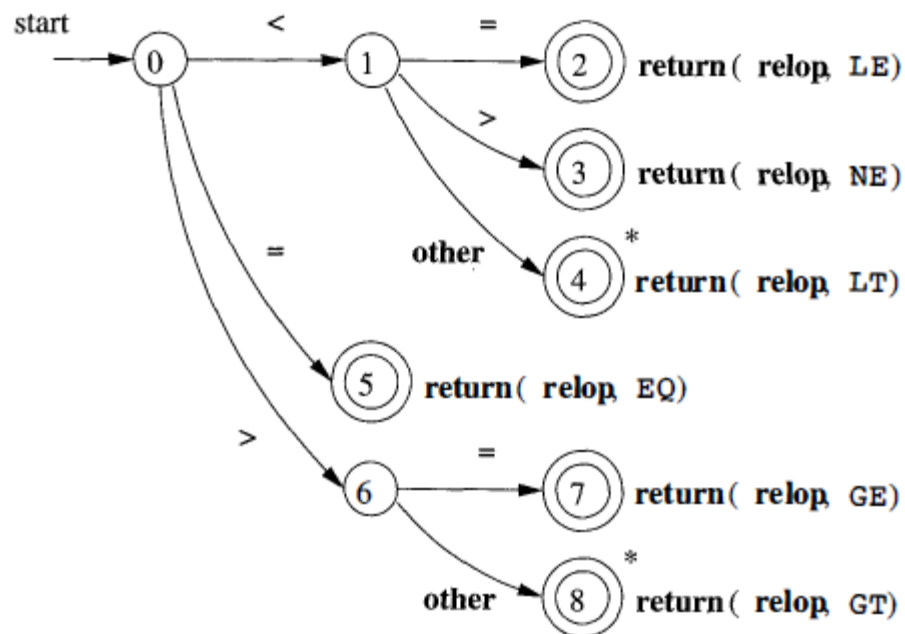 start
<
=
0
1
2
return( relop, LE)
>
3
return( relop, NE)
other
*
4
return( relop, LT)
=
5
return( relop, EQ)
>
=
6
7
return( relop, GE)
other
*
8
return( relop, GT)